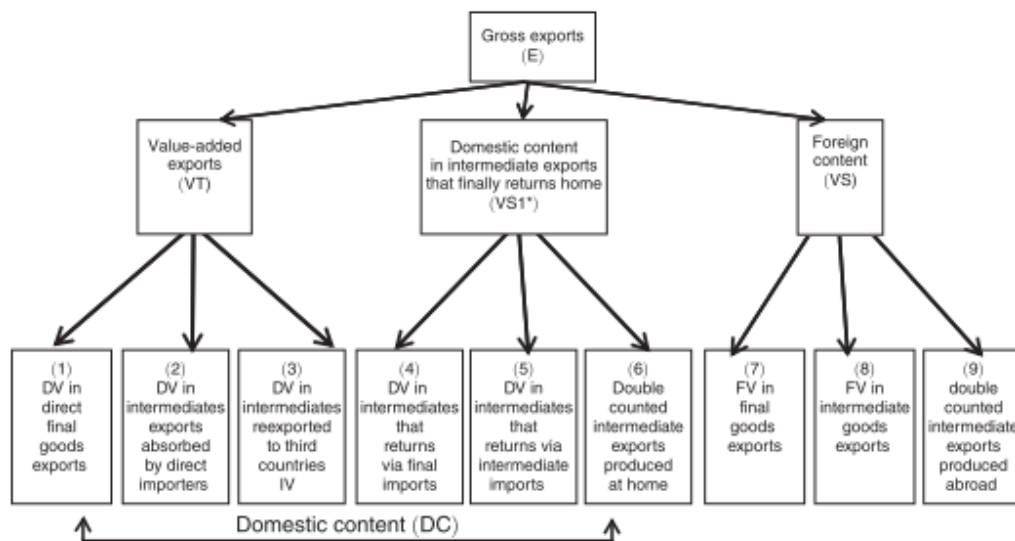 Gross exports
(E)
Value-added
exports
(VT)
Domestic content
in intermediate exports
that finally returns home
(VS1*)
Foreign
content
(VS)
(1)
DV in
direct
final
goods
exports
(2)
DV in
intermediates
exports
absorbed
by direct
importers
(3)
DV in
intermediates
reexported
to third
countries
IV
(4)
DV in
intermediates
that
returns
via final
imports
(5)
DV in
intermediates
that
returns via
intermediate
imports
(6)
Double
counted
intermediate
exports
produced
at home
(7)
FV in
final
goods
exports
(8)
FV in
intermediate
goods
exports
(9)
double
counted
intermediate
exports
produced
abroad
Domestic content (DC)